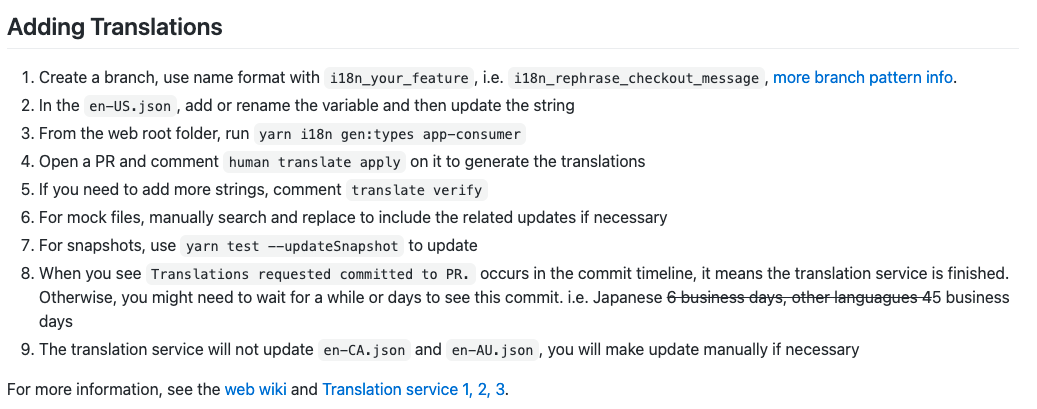 Adding Translations
1. Create a branch, use name format with i18n_your_feature, i.e. i18n_rephrase_checkout_message, more branch pattern info.
2. In the en-US.json, add or rename the variable and then update the string
3. From the web root folder, run yarn i18n gen:types app-consumer
4. Open a PR and comment human translate apply on it to generate the translations
5. If you need to add more strings, comment translate verify
6. For mock files, manually search and replace to include the related updates if necessary
7. For snapshots, use yarn test --updateSnapshot to update
8. When you see Translations requested committed to PR. occurs in the commit timeline, it means the translation service is finished.
Otherwise, you might need to wait for a while or days to see this commit. i.e. Japanese 6 business days, other languagues 45 business
days
9. The translation service will not update en-CA.json and en-AU.json, you will make update manually if necessary
For more information, see the web wiki and Translation service 1, 2, 3.